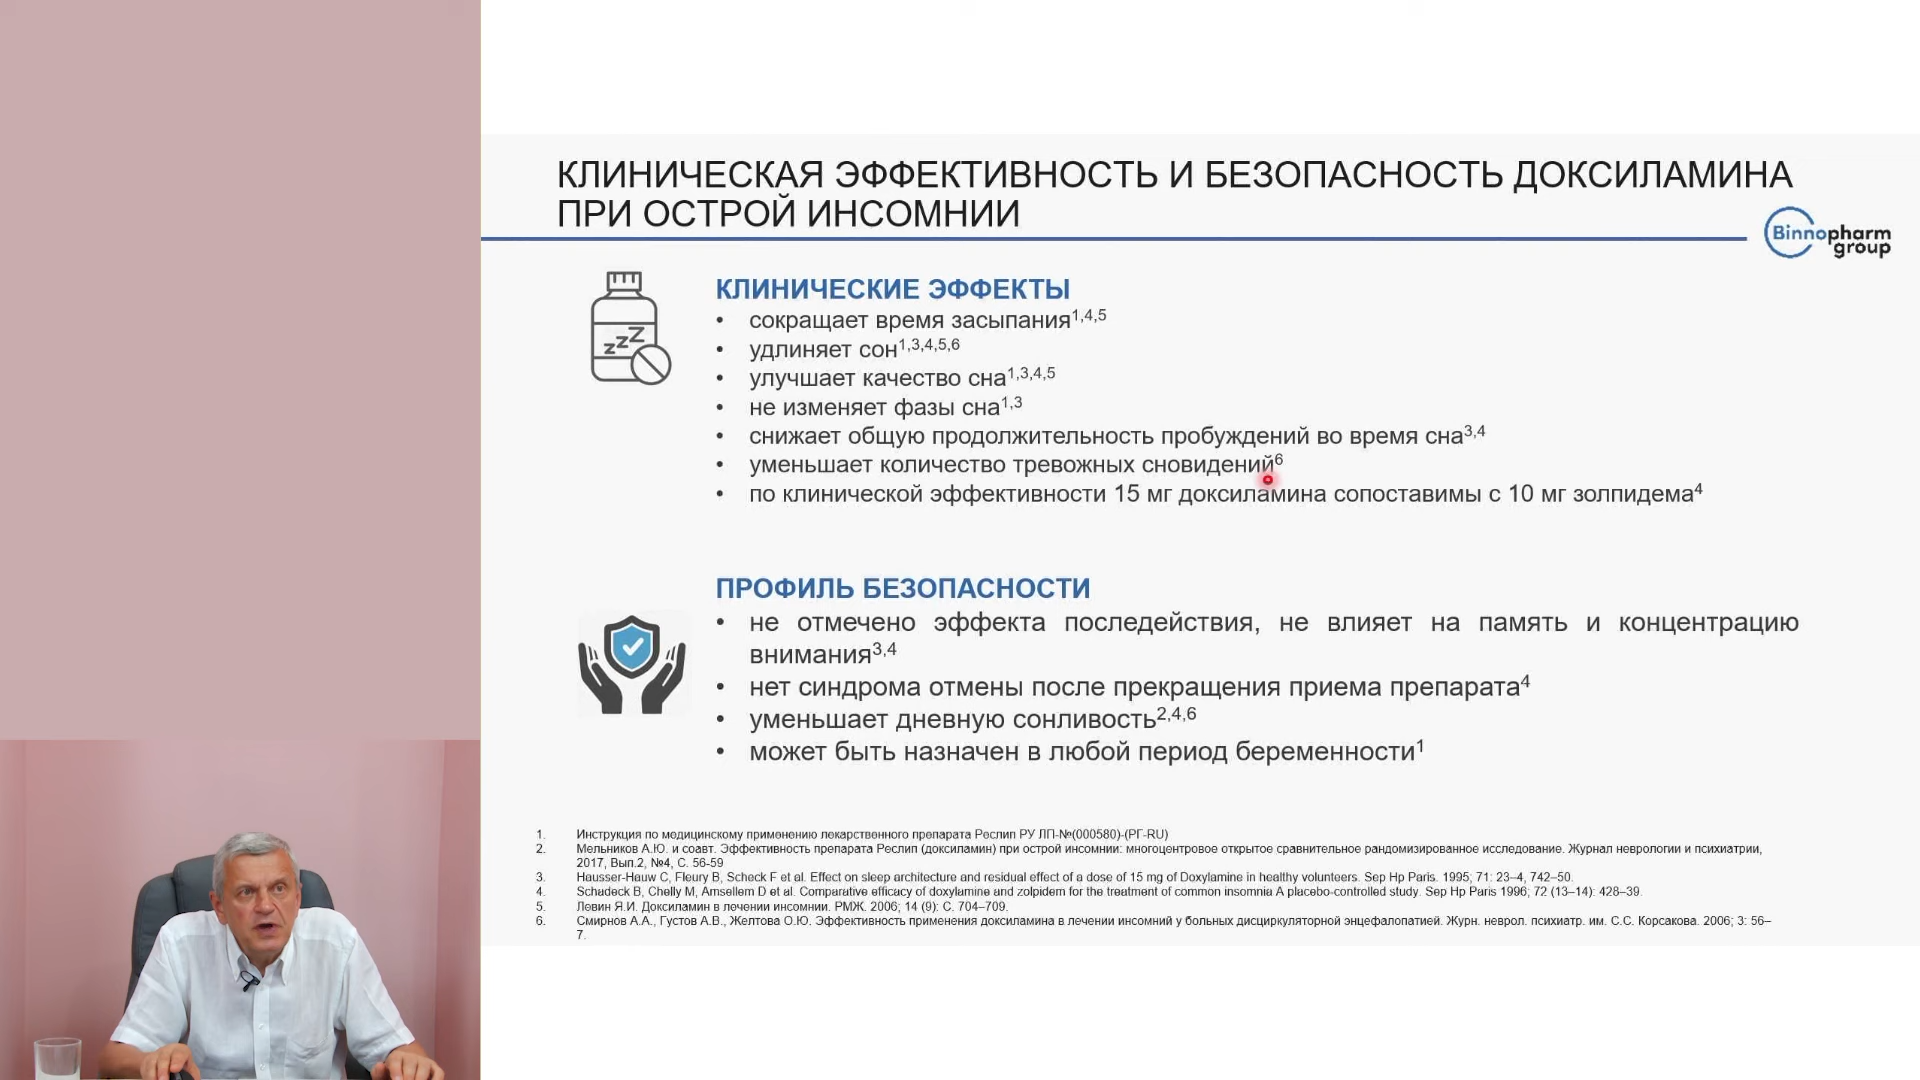 КЛИНИЧЕСКАЯ ЭФФЕКТИВНОСТЬ И БЕЗОПАСНОСТЬ ДОКСИЛАМИНА
ПРИ ОСТРОЙ ИНСОМНИИ
Binnopharm
group
КЛИНИЧЕСКИЕ ЭФФЕКТЫ
• сокращает время засыпания1,4,5
• удлиняет сон1,3,4,5,6
• улучшает качество сна1,3,4,5
• не изменяет фазы сна1,3
• снижает общую продолжительность пробуждений во время сна3,4
• уменьшает количество тревожных сновидений6
• по клинической эффективности 15 мг доксиламина сопоставимы с 10 мг золпидема4
zzZ
ПРОФИЛЬ БЕЗОПАСНОСТИ
• не отмечено эффекта последействия, не влияет на память и концентрацию
внимания3,4
• нет синдрома отмены после прекращения приема препарата4
• уменьшает дневную сонливость2,4,6
• может быть назначен в любой период беременности1
1. Инструкция по медицинскому применению лекарственного препарата Реслип РУ ЛП-№(000580)-(РГ-RU)
2. Мельников А.Ю. и соавт. Эффективность препарата Реслип (доксиламин) при острой инсомнии: многоцентровое открытое сравнительное рандомизированное исследование. Журнал неврологии и психиатрии,
2017, Вып.2, №4, С. 56-59
3. Hausser-Hauw C, Fleury B, Scheck F et al. Effect on sleep architecture and residual effect of a dose of 15 mg of Doxylamine in healthy volunteers. Sep Hp Paris. 1995; 71: 23–4, 742–50.
4. Schadeck B, Chelly M, Amsellem D et al. Comparative efficacy of doxylamine and zolpidem for the treatment of common insomnia A placebo-controlled study. Sep Hp Paris 1996; 72 (13–14): 428–39.
5. Левин Я.И. Доксиламин в лечении инсомнии. РМЖ. 2006; 14 (9): С. 704–709.
6. Смирнов А.А., Густов А.В., Желтова О.Ю. Эффективность применения доксиламина в лечении инсомний у больных дисциркуляторной энцефалопатией. Журн. неврол. психиатр. им. С.С. Корсакова. 2006; 3: 56–
7.